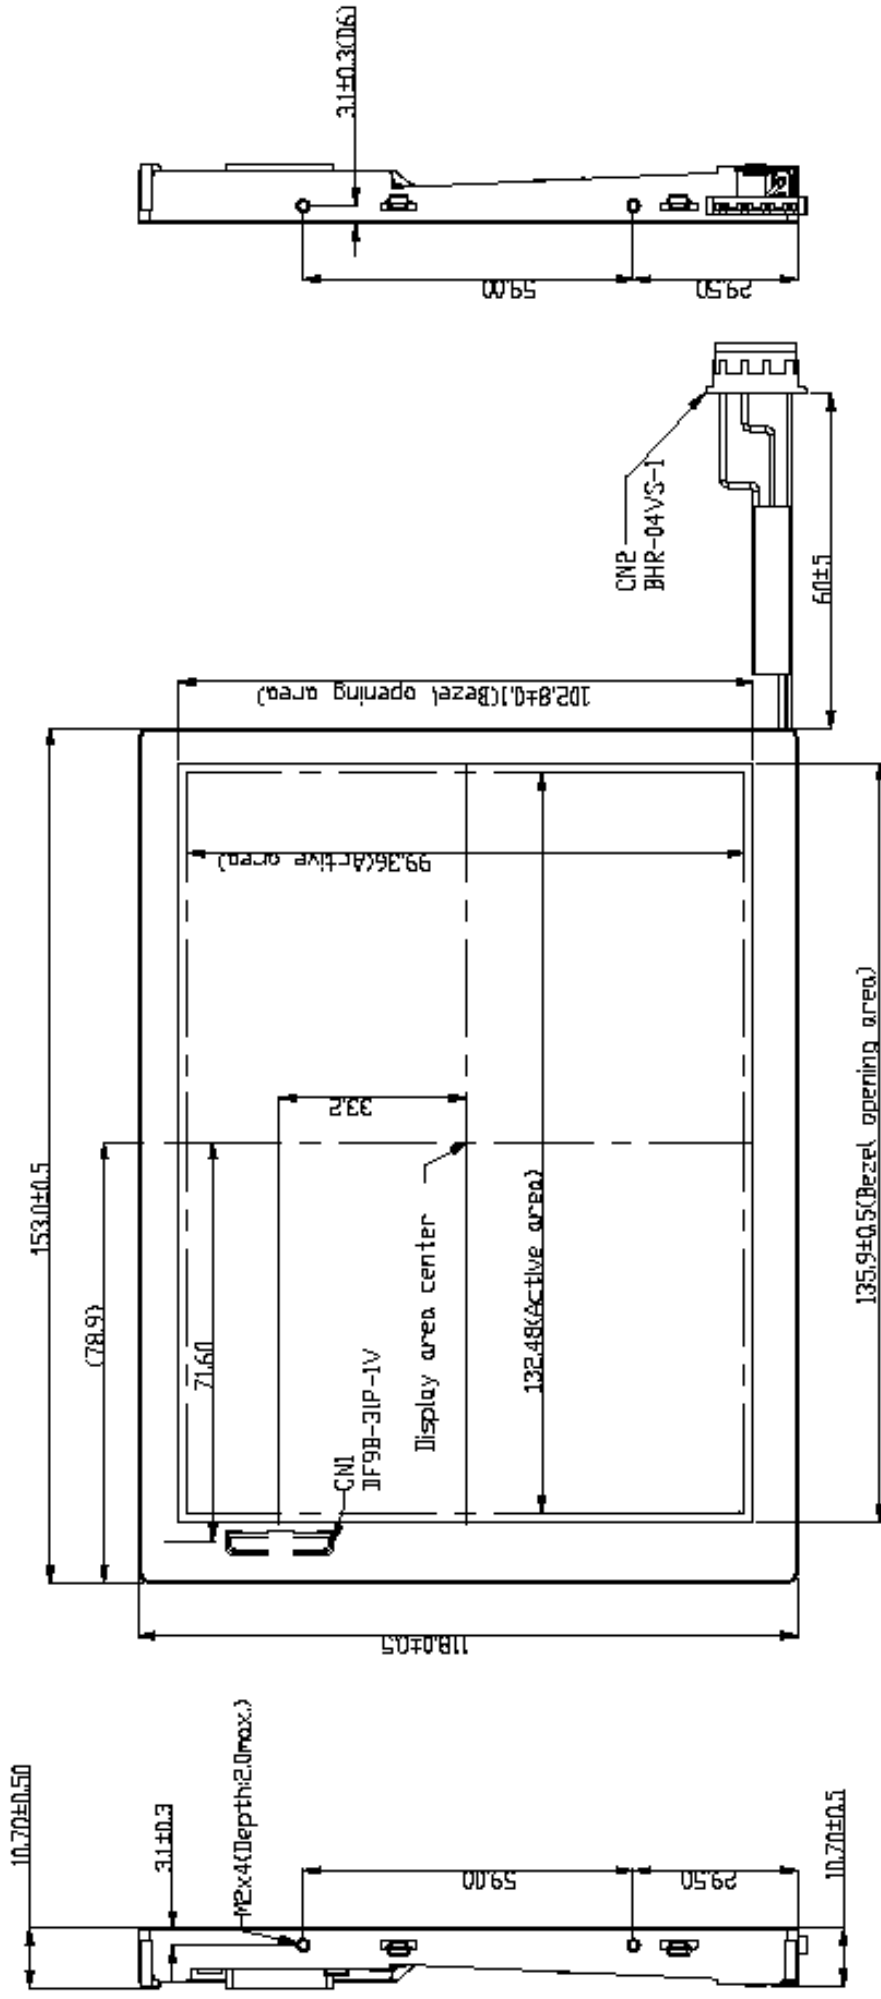 3.1±0.3(D6)
59.00
29.50
CN2
BHR-04VS-1
60±5
102.8±0.1(Bezel opening area)
99.36(Active area)
33.2
153.0±0.5
(78.9)
71.60
CN1
DF9B-31P-1V
Display area center
132.48(Active area)
135.9±0.5(Bezel opening area)
118.0±0.5
10.70±0.50
3.1±0.3
M2x4(Depth:2.0max.)
59.00
29.50
10.70±0.5